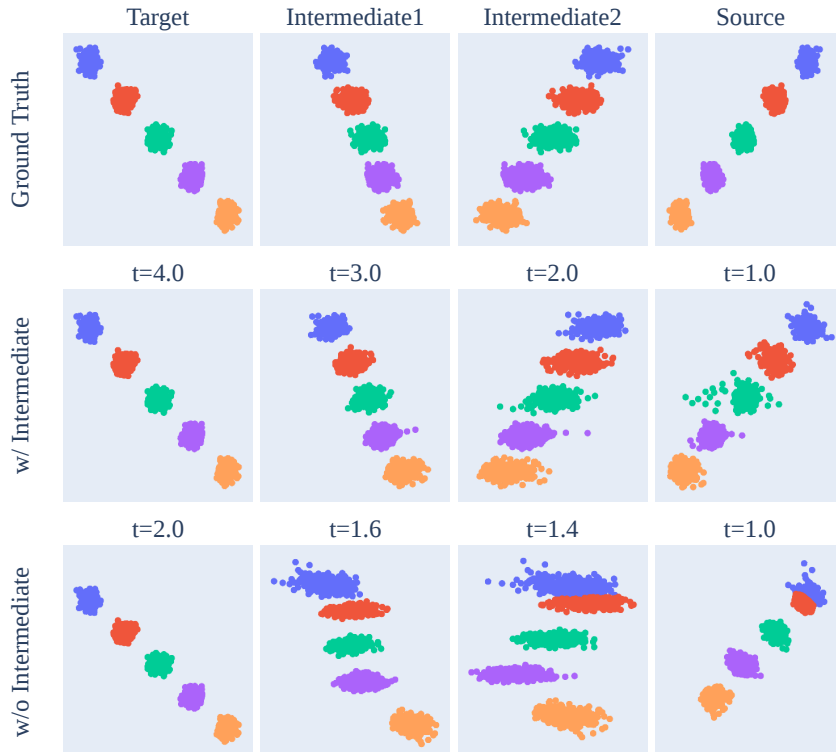 Target Intermediate1 Intermediate2 Source
Ground Truth
t=4.0 t=3.0 t=2.0 t=1.0
w/ Intermediate
t=2.0 t=1.6 t=1.4 t=1.0
w/o Intermediate